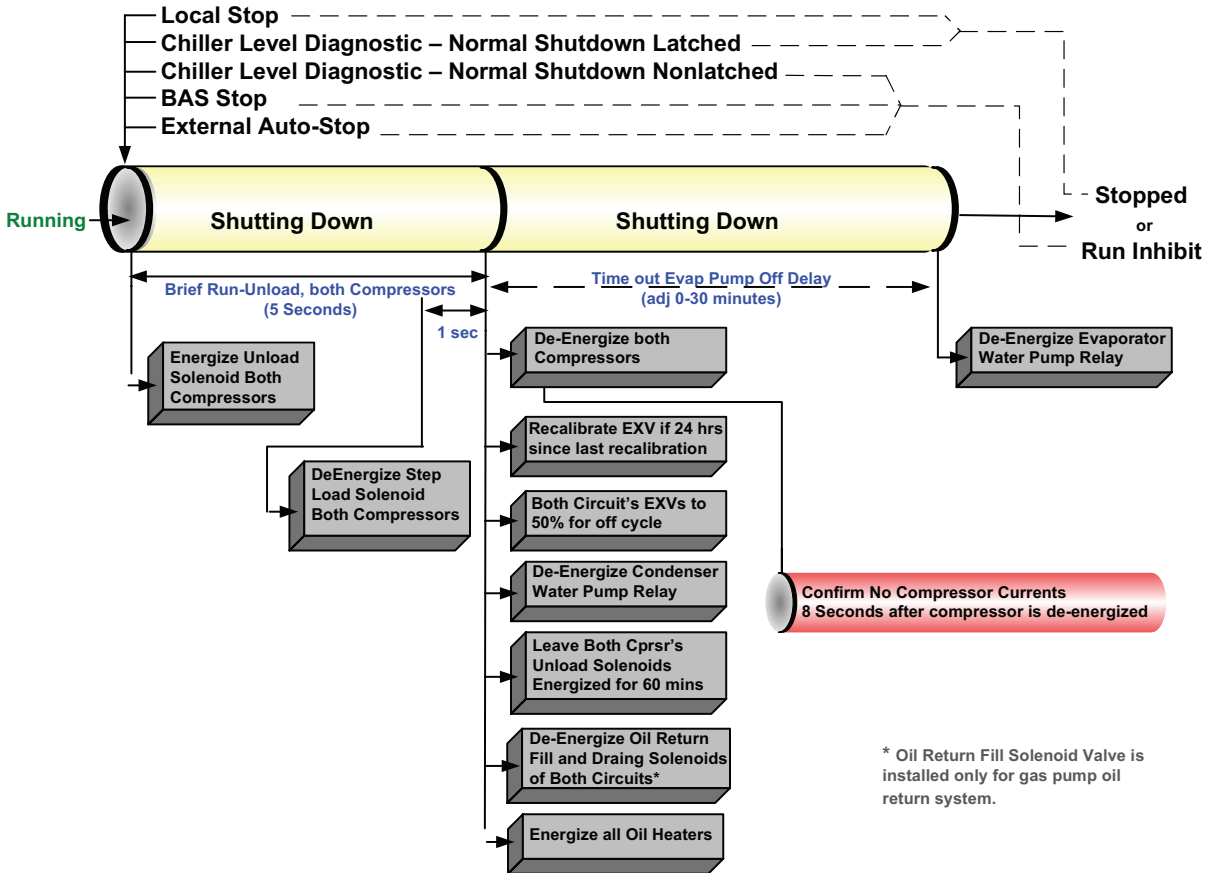 Local Stop
Chiller Level Diagnostic – Normal Shutdown Latched
Chiller Level Diagnostic – Normal Shutdown Nonlatched
BAS Stop
External Auto-Stop
Running
Shutting Down
Shutting Down
Stopped
or
Run Inhibit
Brief Run-Unload, both Compressors
(5 Seconds)
1 sec
Time out Evap Pump Off Delay
(adj 0-30 minutes)
Energize Unload
Solenoid Both
Compressors
DeEnergize Step
Load Solenoid
Both Compressors
De-Energize both
Compressors
Recalibrate EXV if 24 hrs
since last recalibration
Both Circuit's EXVs to
50% for off cycle
De-Energize Condenser
Water Pump Relay
Leave Both Cprsr's
Unload Solenoids
Energized for 60 mins
De-Energize Oil Return
Fill and Draing Solenoids
of Both Circuits*
Energize all Oil Heaters
De-Energize Evaporator
Water Pump Relay
Confirm No Compressor Currents
8 Seconds after compressor is de-energized
* Oil Return Fill Solenoid Valve is
installed only for gas pump oil
return system.